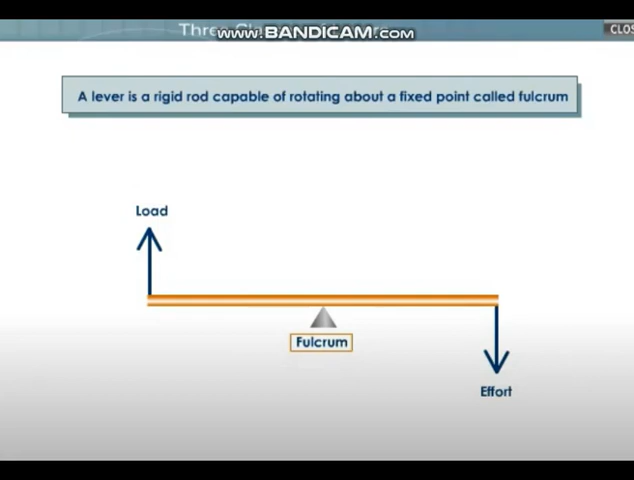 www.BANDICAM.com
Three
CLOS
A lever is a rigid rod capable of rotating about a fixed point called fulcrum
Load
Fulcrum
Effort